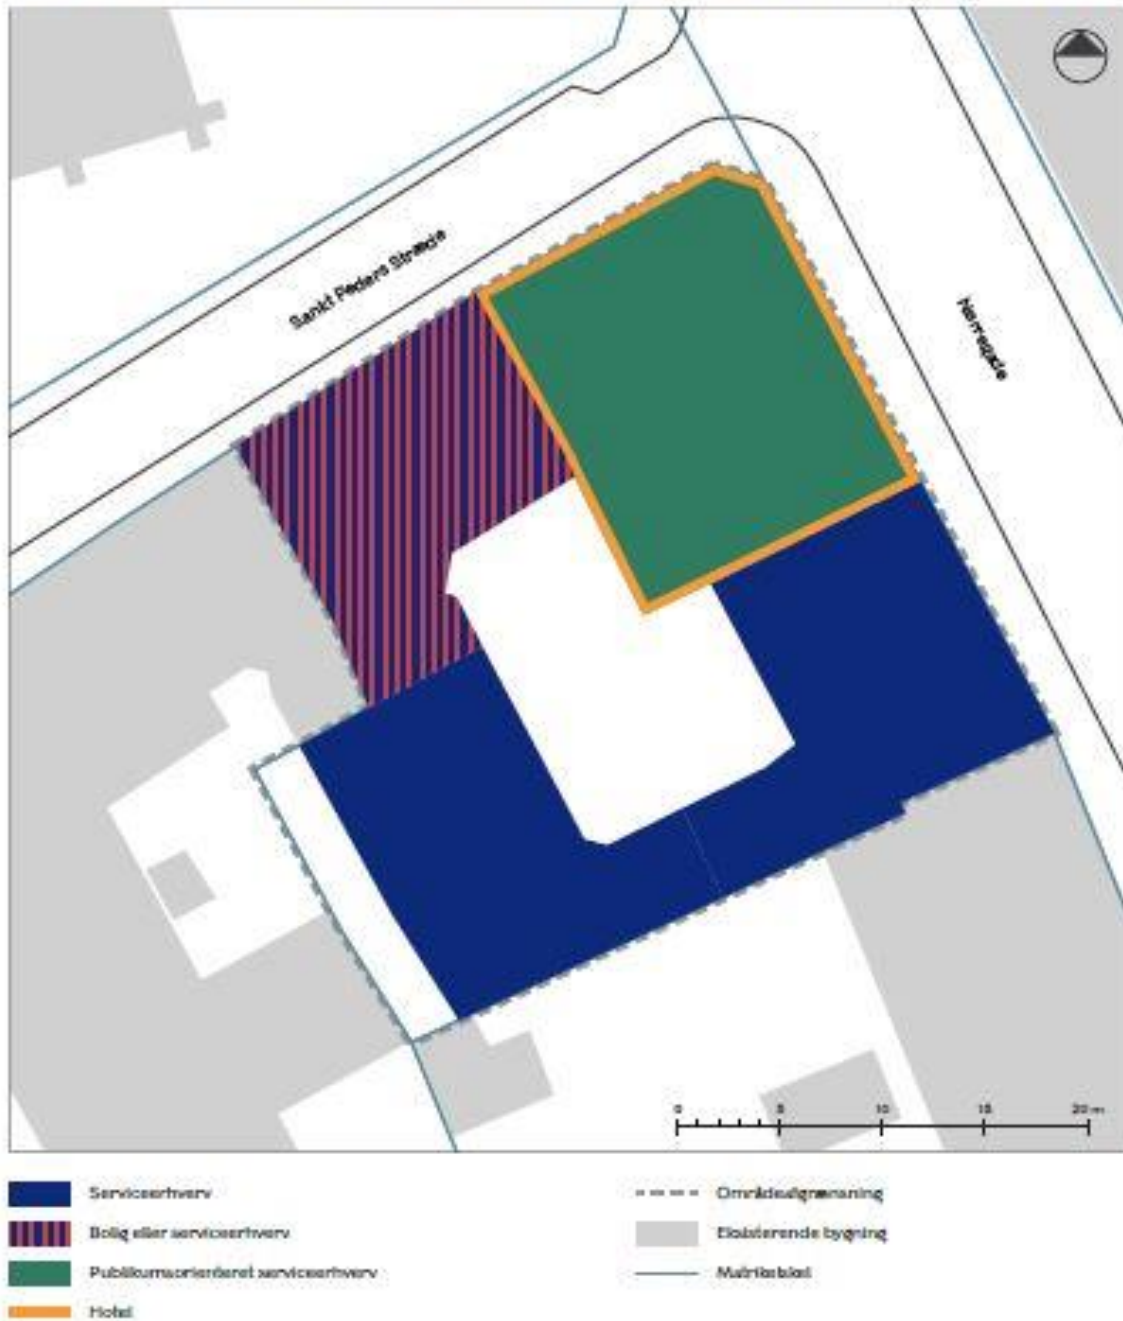 Sankt Peders Stræde
Nørregade
0 5 10 15 20 m
Serviceerhverv
Bolig eller serviceerhverv
Publikumsorienteret serviceerhverv
Hotel
Områdeafgrænsning
Eksisterende bygning
Matrikelskel